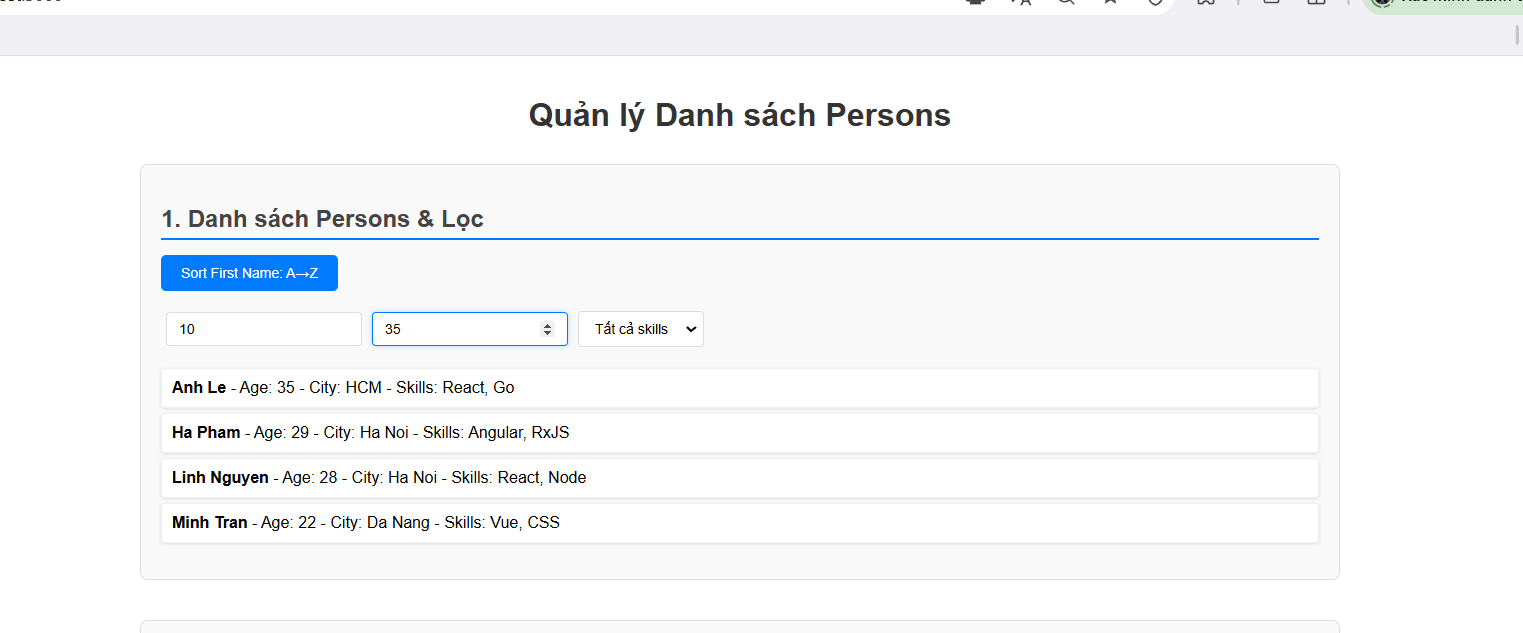 Quản lý Danh sách Persons
1. Danh sách Persons & Lọc
Sort First Name: A→Z
10
35
Tất cả skills
Anh Le - Age: 35 - City: HCM - Skills: React, Go
Ha Pham - Age: 29 - City: Ha Noi - Skills: Angular, RxJS
Linh Nguyen - Age: 28 - City: Ha Noi - Skills: React, Node
Minh Tran - Age: 22 - City: Da Nang - Skills: Vue, CSS